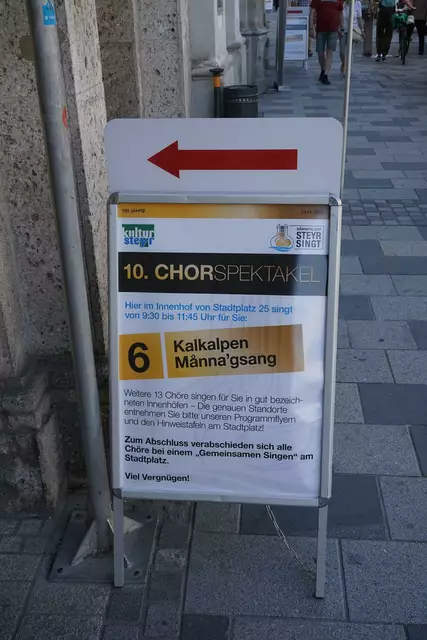 100 JAHRE
kultur
steyr
STEYR
SINGT
10. CHORSPEKTAKEL
Hier im Innenhof von Stadtplatz 25 singt
von 9:30 bis 11:45 Uhr für Sie:
6
Kalkalpen
Månna'gsang
Weitere 13 Chöre singen für Sie in gut bezeich-
neten Innenhöfen – Die genauen Standorte
entnehmen Sie bitte unseren Programmflyern
und den Hinweistafeln am Stadtplatz!
Zum Abschluss verabschieden sich alle
Chöre bei einem „Gemeinsamen Singen" am
Stadtplatz.
Viel Vergnügen!